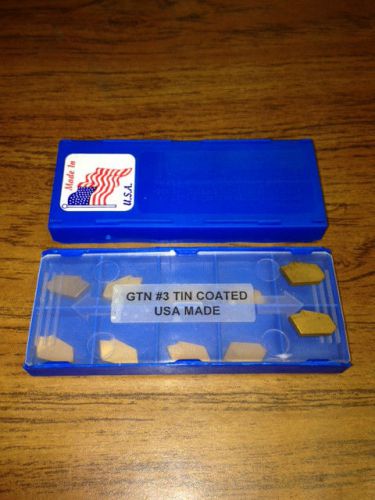 Made In
U.S.A.
GTN #3 TIN COATED
USA MADE